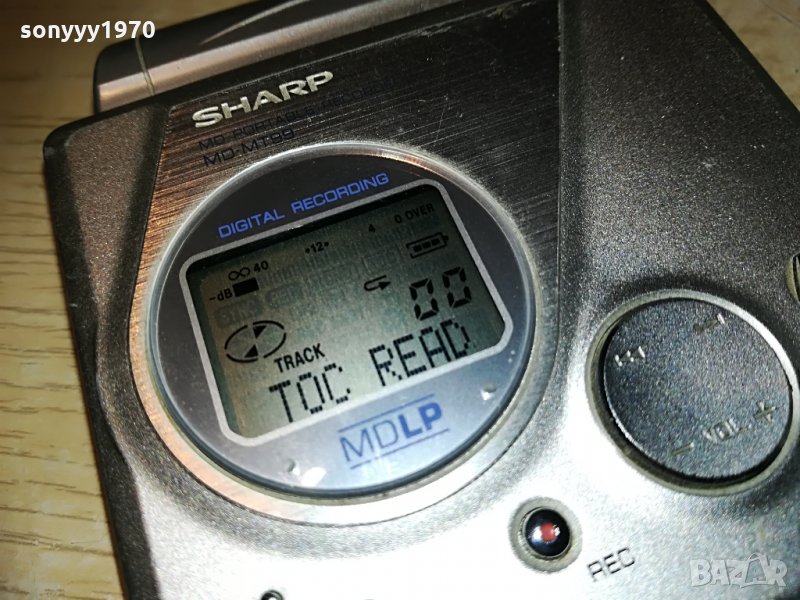 sonyyy1970
SHARP
MD PORTABLE RECORDER
MD-MT99
DIGITAL RECORDING
-dB ∞ 40 •12• 4 0 OVER
00
TRACK
TOC READ
MDLP
VOL +
REC
BAZAR